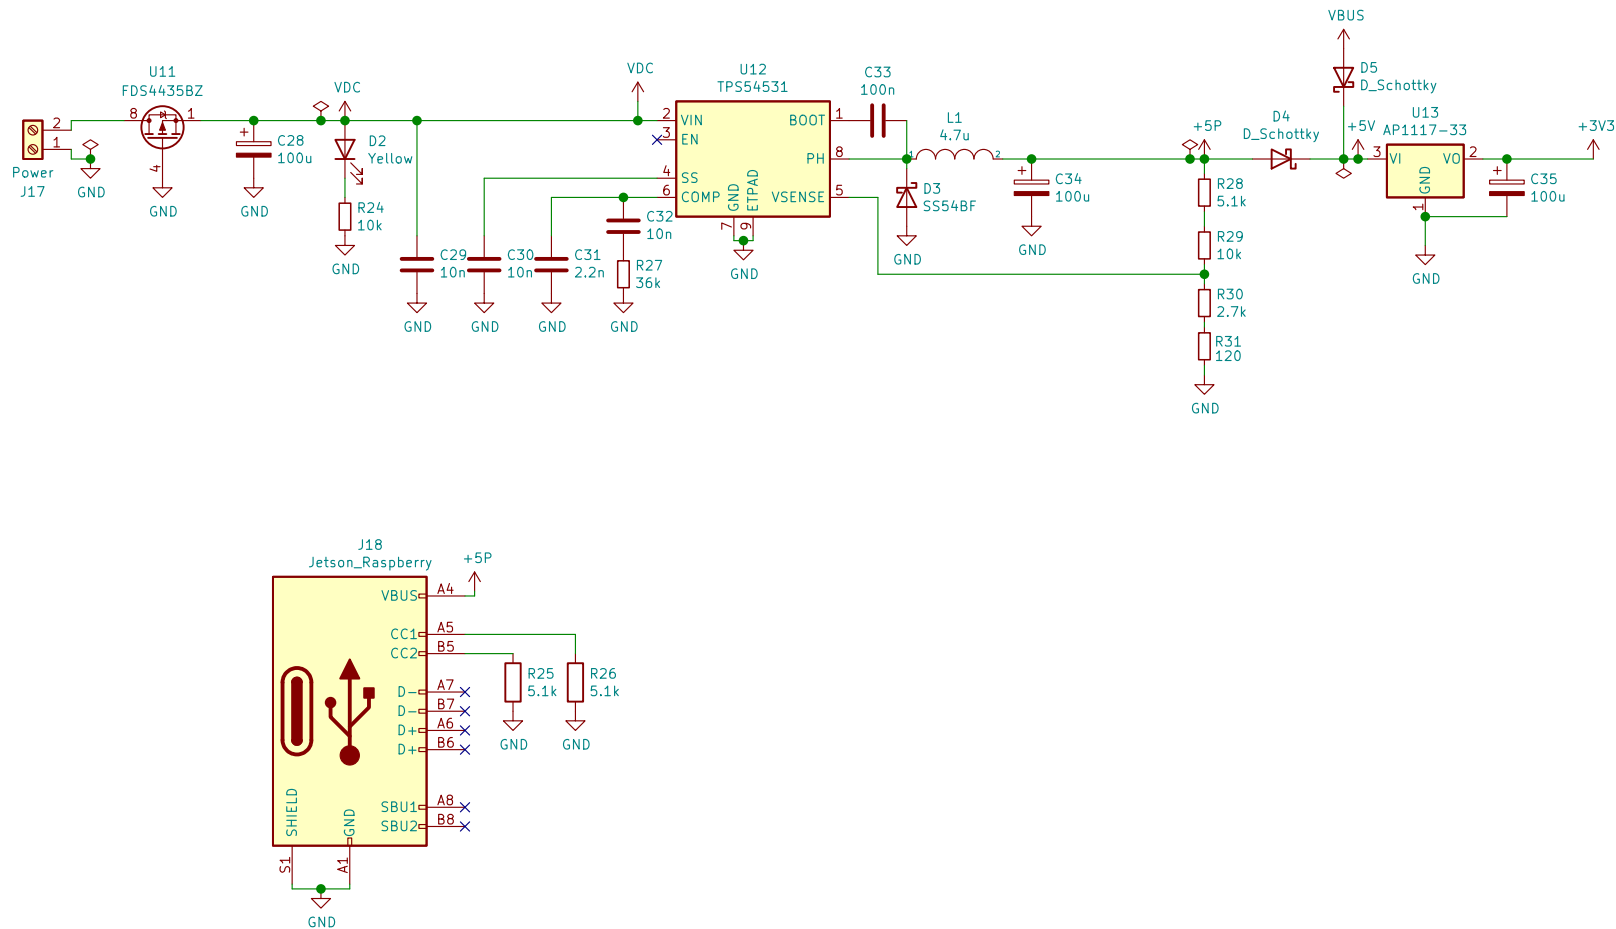 VBUS
U11
FDS4435BZ
VDC
VDC
U12
TPS54531
C33
100n
D5
D_Schottky
8
1
4
2
1
Power
J17
GND
GND
+
C28
100u
GND
D2
Yellow
R24
10k
GND
2
VIN
3
EN
4
SS
6
COMP
BOOT
1
PH
8
VSENSE
5
GND
ETPAD
7
9
GND
C29
10n
GND
C30
10n
GND
C31
2.2n
GND
C32
10n
R27
36k
GND
L1
4.7u
1
2
D3
SS54BF
GND
+
C34
100u
GND
+5P
R28
5.1k
R29
10k
R30
2.7k
R31
120
GND
D4
D_Schottky
+5V
U13
AP1117-33
3
VI
VO
2
GND
1
GND
+
C35
100u
+3V3
J18
Jetson_Raspberry
+5P
VBUS
A4
CC1
A5
CC2
B5
D-
A7
D-
B7
D+
A6
D+
B6
SBU1
A8
SBU2
B8
SHIELD
GND
S1
A1
GND
R25
5.1k
GND
R26
5.1k
GND